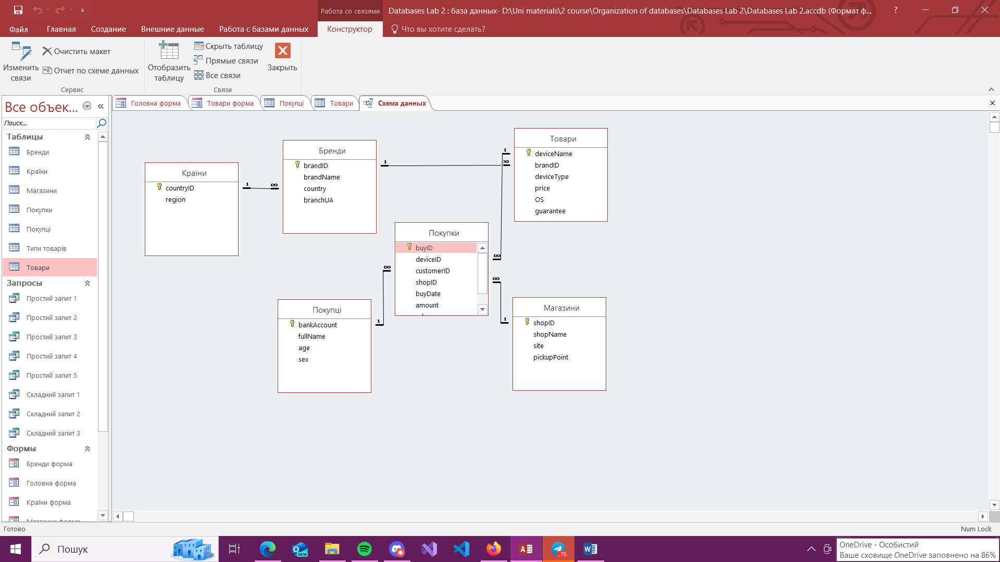 Работа со связями
Databases Lab 2 : база данных- D:\Uni materials\2 course\Organization of databases\Databases Lab 2\Databases Lab 2.accdb (Формат ф...
?
Файл
Главная
Создание
Внешние данные
Работа с базами данных
Конструктор
Что вы хотите сделать?
Изменить связи
Очистить макет
Отчет по схеме данных
Сервис
Отобразить таблицу
Скрыть таблицу
Прямые связи
Все связи
Связи
Закрыть
Все объек...
Поиск...
Таблицы
Бренди
Країни
Магазини
Покупки
Покупці
Типи товарів
Товари
Запросы
Простий запит 1
Простий запит 2
Простий запит 3
Простий запит 4
Простий запит 5
Складний запит 1
Складний запит 2
Складний запит 3
Формы
Бренди форма
Головна форма
Країни форма
Магазини форма
Головна форма
Товари форма
Покупці
Товари
Схема данных
Країни
countryID
region
1
∞
Бренди
brandID
brandName
country
branchUA
1
∞
Товари
deviceName
brandID
deviceType
price
OS
guarantee
1
∞
Покупки
buyID
deviceID
customerID
shopID
buyDate
amount
∞
1
Покупці
bankAccount
fullName
age
sex
∞
1
Магазини
shopID
shopName
site
pickupPoint
Готово
Num Lock
Пошук
NEW
..75
OneDrive - Особистий
Ваше сховище OneDrive заповнено на 86%